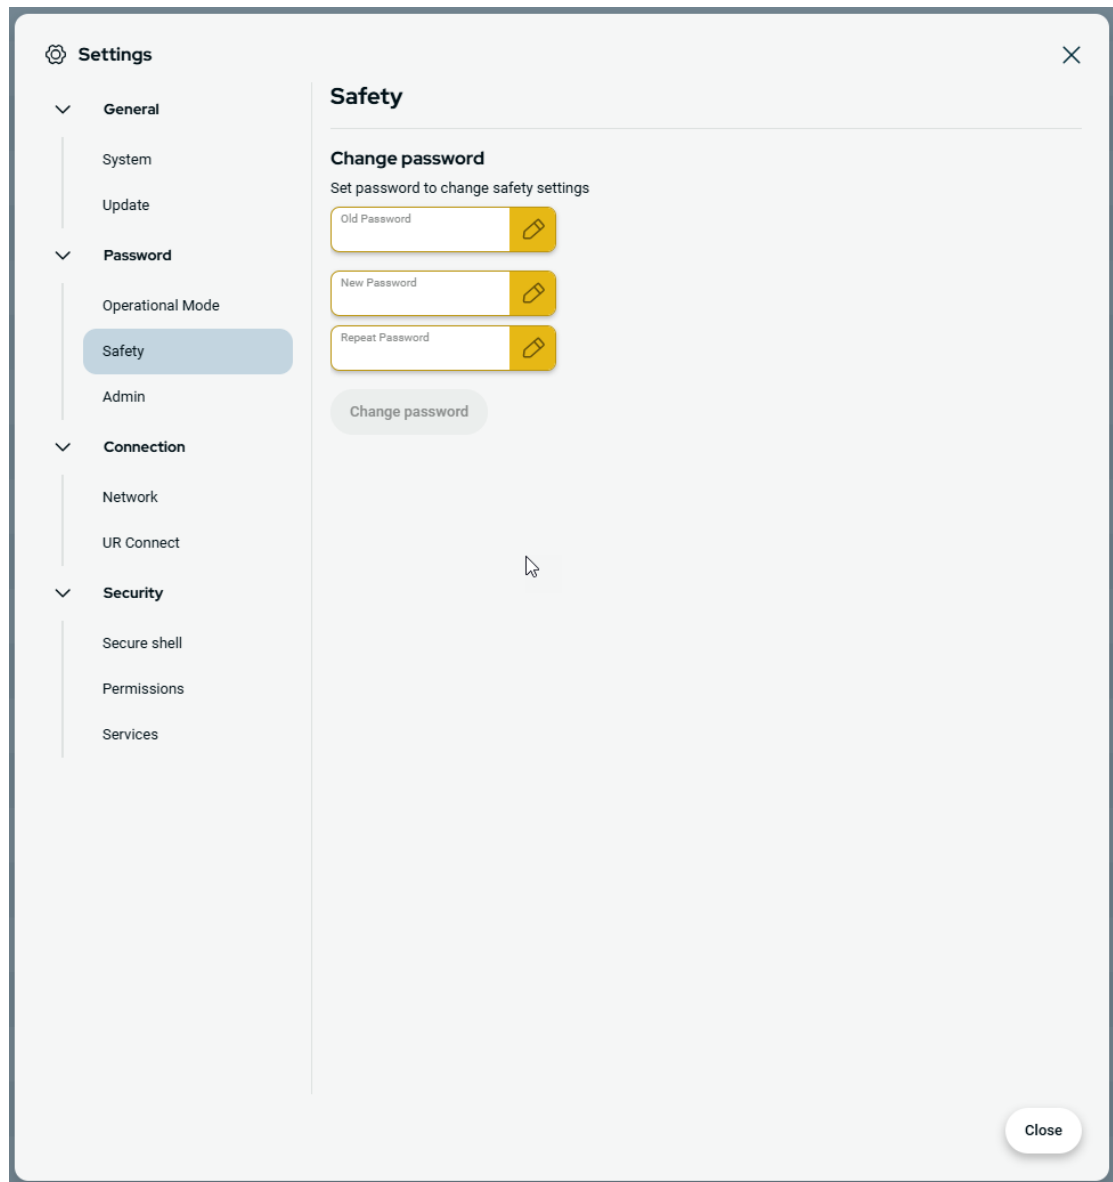 Settings
General
System
Update
Password
Operational Mode
Safety
Admin
Connection
Network
UR Connect
Security
Secure shell
Permissions
Services
Safety
Change password
Set password to change safety settings
Old Password
New Password
Repeat Password
Change password
Close